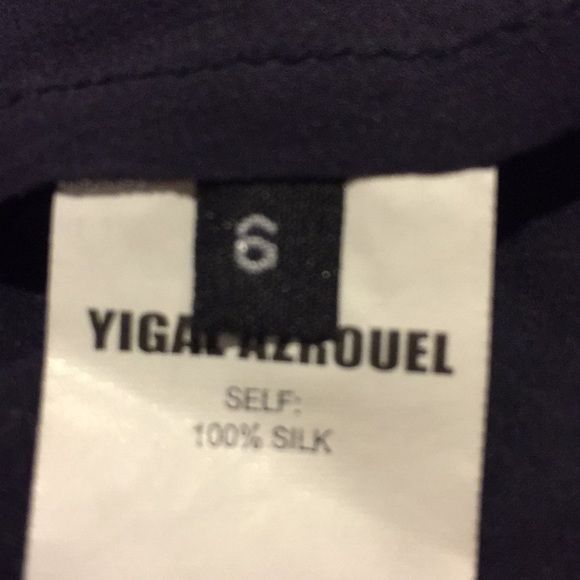 6
YIGAL AZROUEL
SELF:
100% SILK